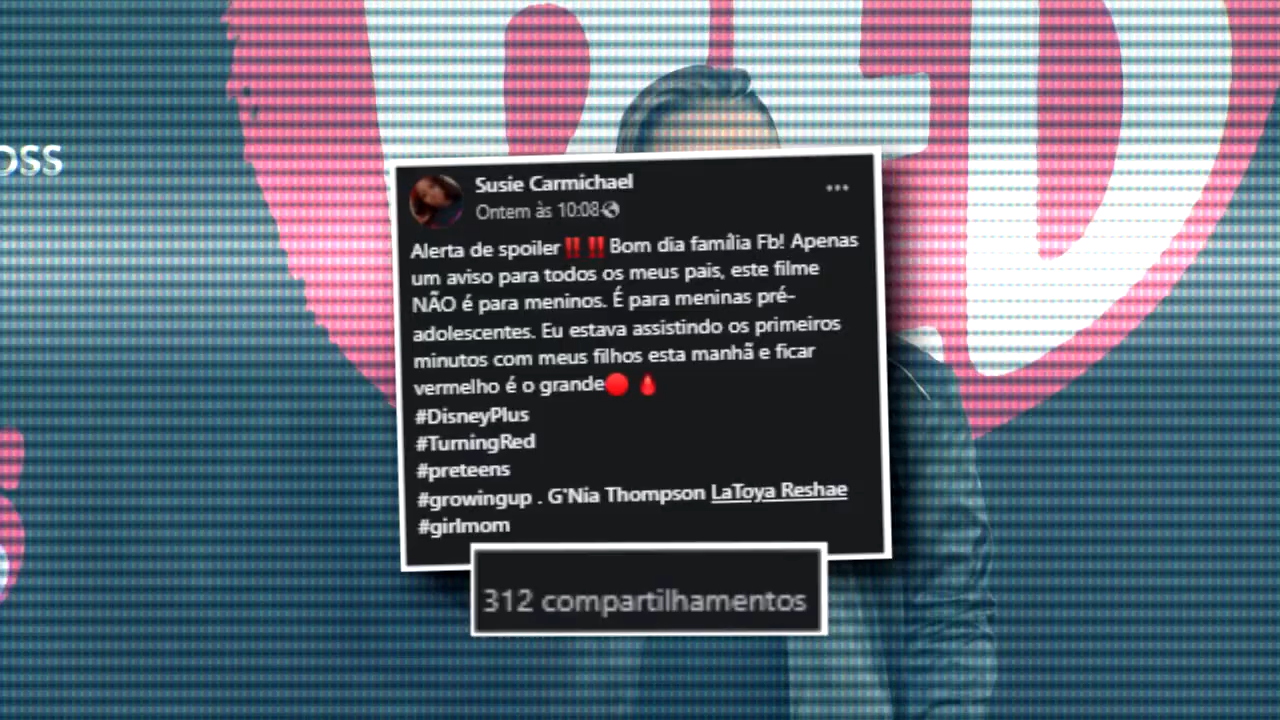 RED
OSS
Susie Carmichael
Ontem às 10:08
Alerta de spoiler‼️ ‼️Bom dia família Fb! Apenas
um aviso para todos os meus pais, este filme
NÃO é para meninos. É para meninas pré-
adolescentes. Eu estava assistindo os primeiros
minutos com meus filhos esta manhã e ficar
vermelho é o grande🔴 🩸
#DisneyPlus
#TurningRed
#preteens
#growingup . G'Nia Thompson LaToya Reshae
#girlmom
312 compartilhamentos